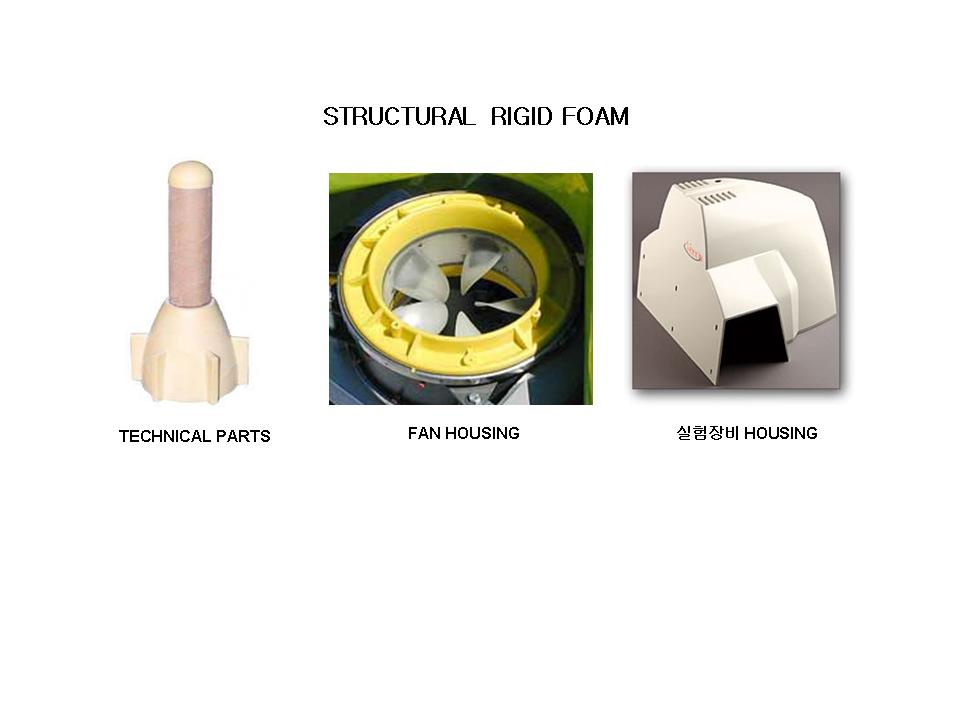 STRUCTURAL RIGID FOAM
TECHNICAL PARTS
FAN HOUSING
실험장비 HOUSING